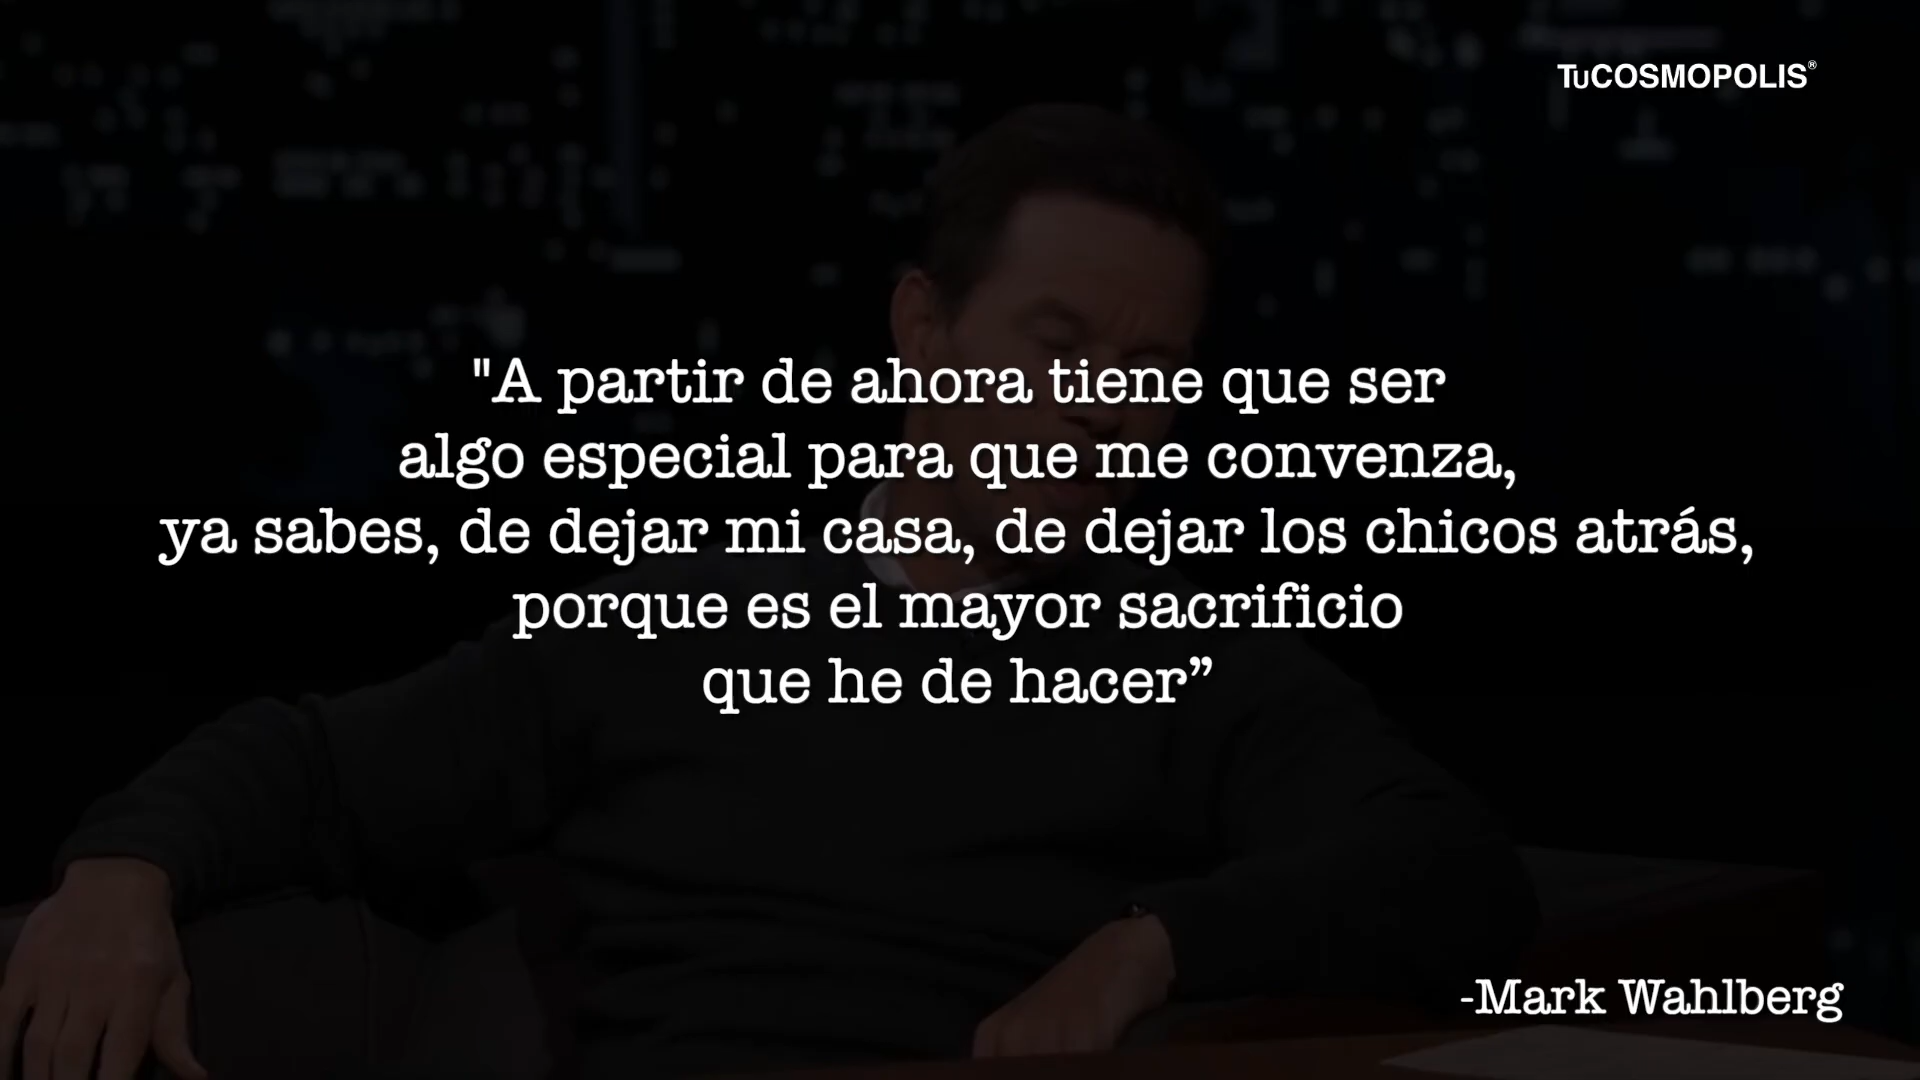 TuCOSMOPOLIS®
"A partir de ahora tiene que ser
algo especial para que me convenza,
ya sabes, de dejar mi casa, de dejar los chicos atrás,
porque es el mayor sacrificio
que he de hacer”
-Mark Wahlberg